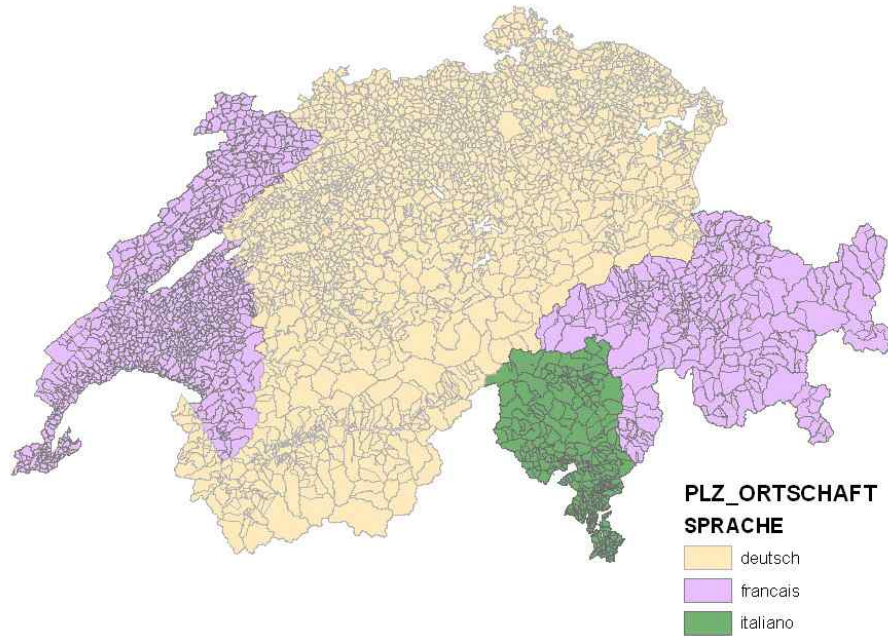 PLZ_ORTSCHAFT
SPRACHE
deutsch
francais
italiano